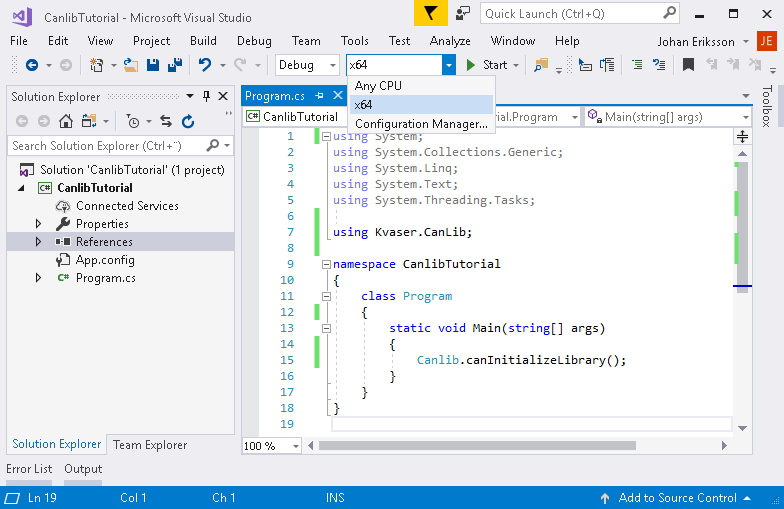 CanlibTutorial - Microsoft Visual Studio
Quick Launch (Ctrl+Q)
File Edit View Project Build Debug Team Tools Test Analyze Window Help Johan Eriksson JE
Debug x64 Start
Any CPU
x64
Configuration Manager...
Solution Explorer
Search Solution Explorer (Ctrl+¨)
Solution 'CanlibTutorial' (1 project)
C# CanlibTutorial
Connected Services
Properties
References
App.config
C# Program.cs
Solution Explorer Team Explorer
Program.cs
C# CanlibTutorial ial.Program Main(string[] args)
1 using System;
2 using System.Collections.Generic;
3 using System.Linq;
4 using System.Text;
5 using System.Threading.Tasks;
6
7 using Kvaser.CanLib;
8
9 namespace CanlibTutorial
10 {
11 class Program
12 {
13 static void Main(string[] args)
14 {
15 Canlib.canInitializeLibrary();
16 }
17 }
18 }
19
100 %
Toolbox
Error List Output
Ln 19 Col 1 Ch 1 INS Add to Source Control